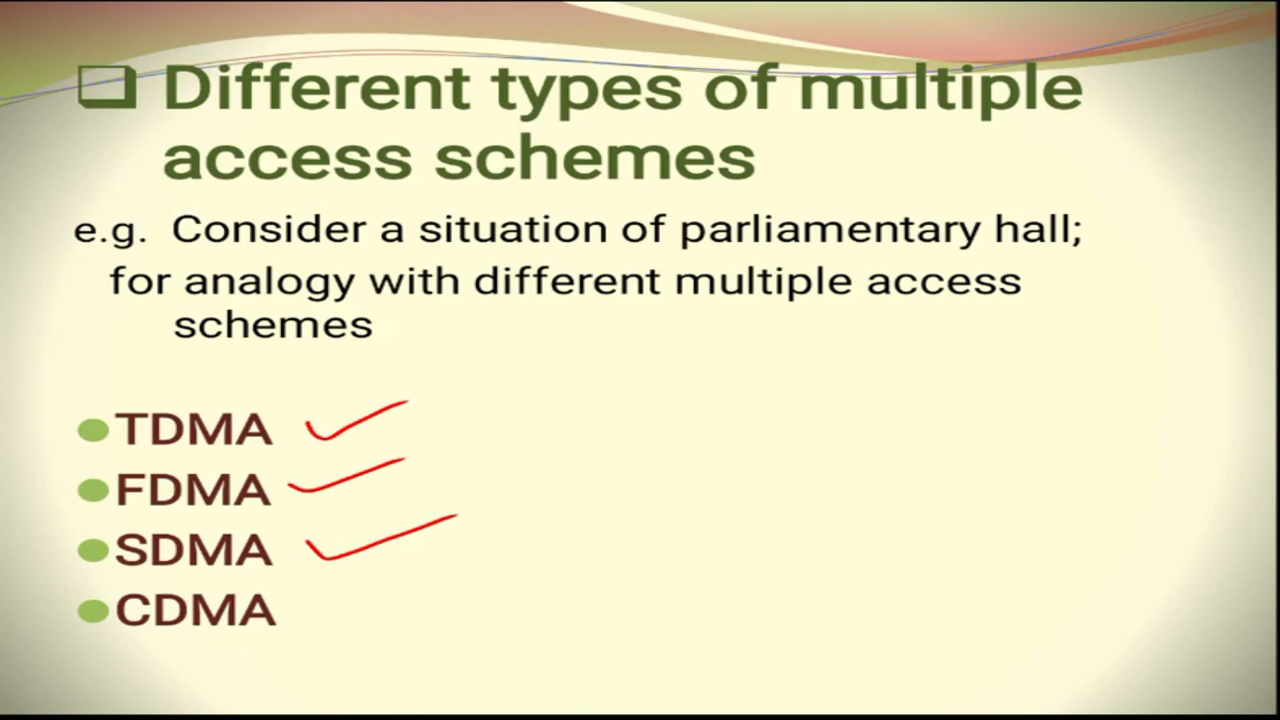 Different types of multiple
access schemes
e.g. Consider a situation of parliamentary hall;
for analogy with different multiple access
schemes
TDMA
FDMA
SDMA
CDMA